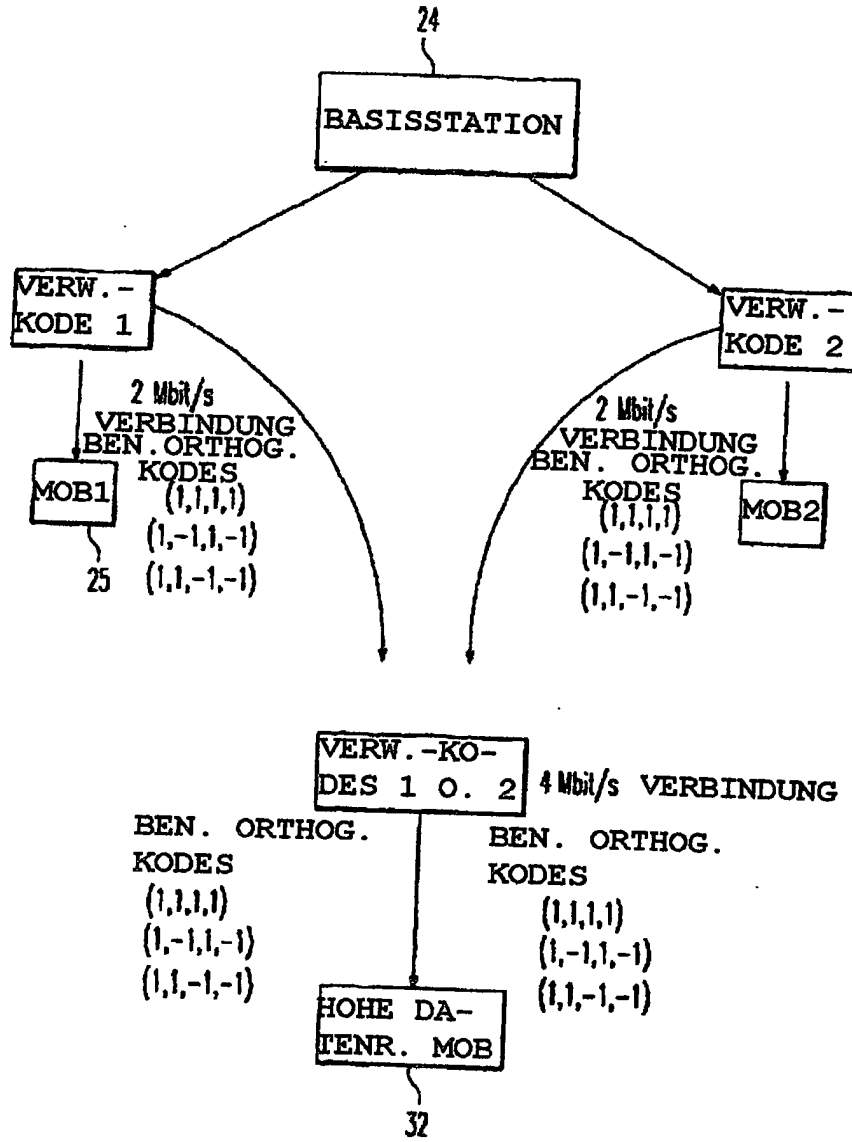 24
BASISSTATION
VERW.-
KODE 1
VERW.-
KODE 2
2 Mbit/s
VERBINDUNG
BEN.ORTHOG.
KODES
(1,1,1,1)
(1,-1,1,-1)
(1,1,-1,-1)
MOB1
25
2 Mbit/s
VERBINDUNG
BEN. ORTHOG.
KODES
(1,1,1,1)
(1,-1,1,-1)
(1,1,-1,-1)
MOB2
VERW.-KO-
DES 1 O. 2
4 Mbit/s VERBINDUNG
BEN. ORTHOG.
KODES
(1,1,1,1)
(1,-1,1,-1)
(1,1,-1,-1)
BEN. ORTHOG.
KODES
(1,1,1,1)
(1,-1,1,-1)
(1,1,-1,-1)
HOHE DA-
TENR. MOB
32